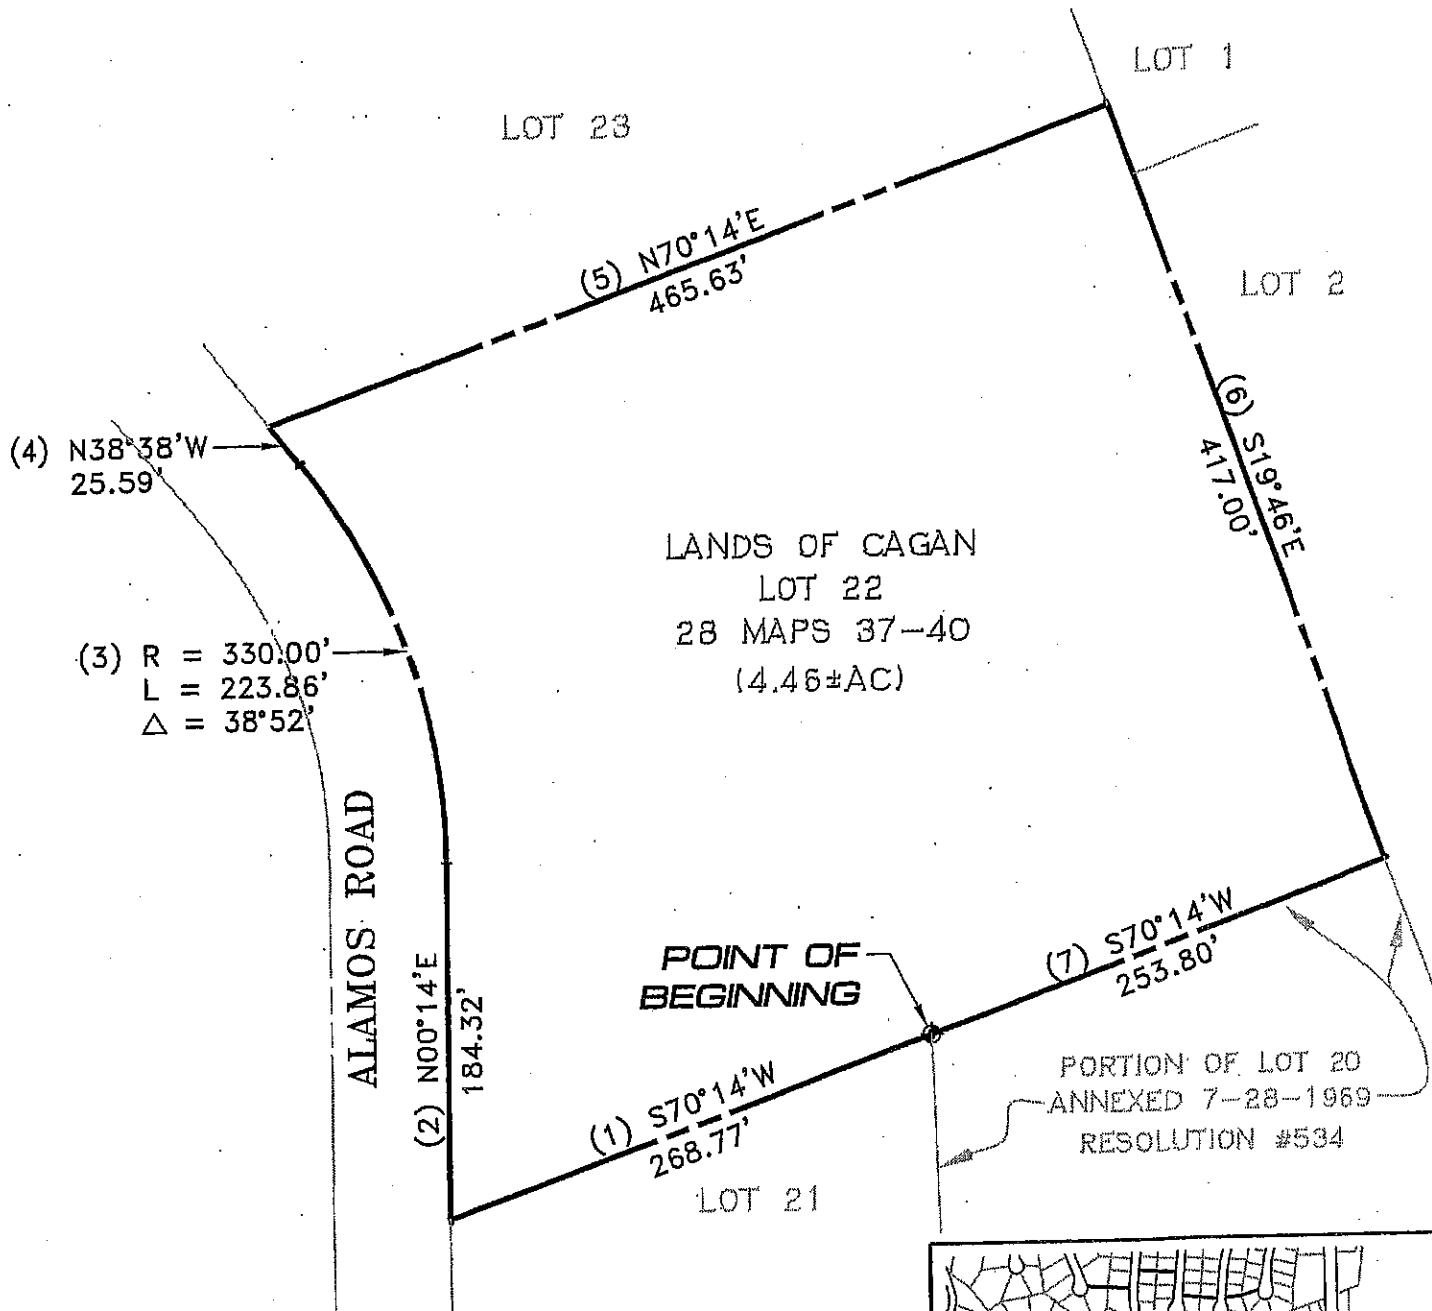 LOT 1
LOT 23
(5) N70°14'E
465.63'
LOT 2
(4) N38°38'W
25.59'
(6) S19°46'E
417.00'
LANDS OF CAGAN
LOT 22
28 MAPS 37-40
(4.46±AC)
(3) R = 330.00'
L = 223.86'
△ = 38°52'
ALAMOS ROAD
(2) N00°14'E
184.32'
POINT OF
BEGINNING
(7) S70°14'W
253.80'
(1) S70°14'W
268.77'
PORTION OF LOT 20
ANNEXED 7-28-1969
RESOLUTION #534
LOT 21